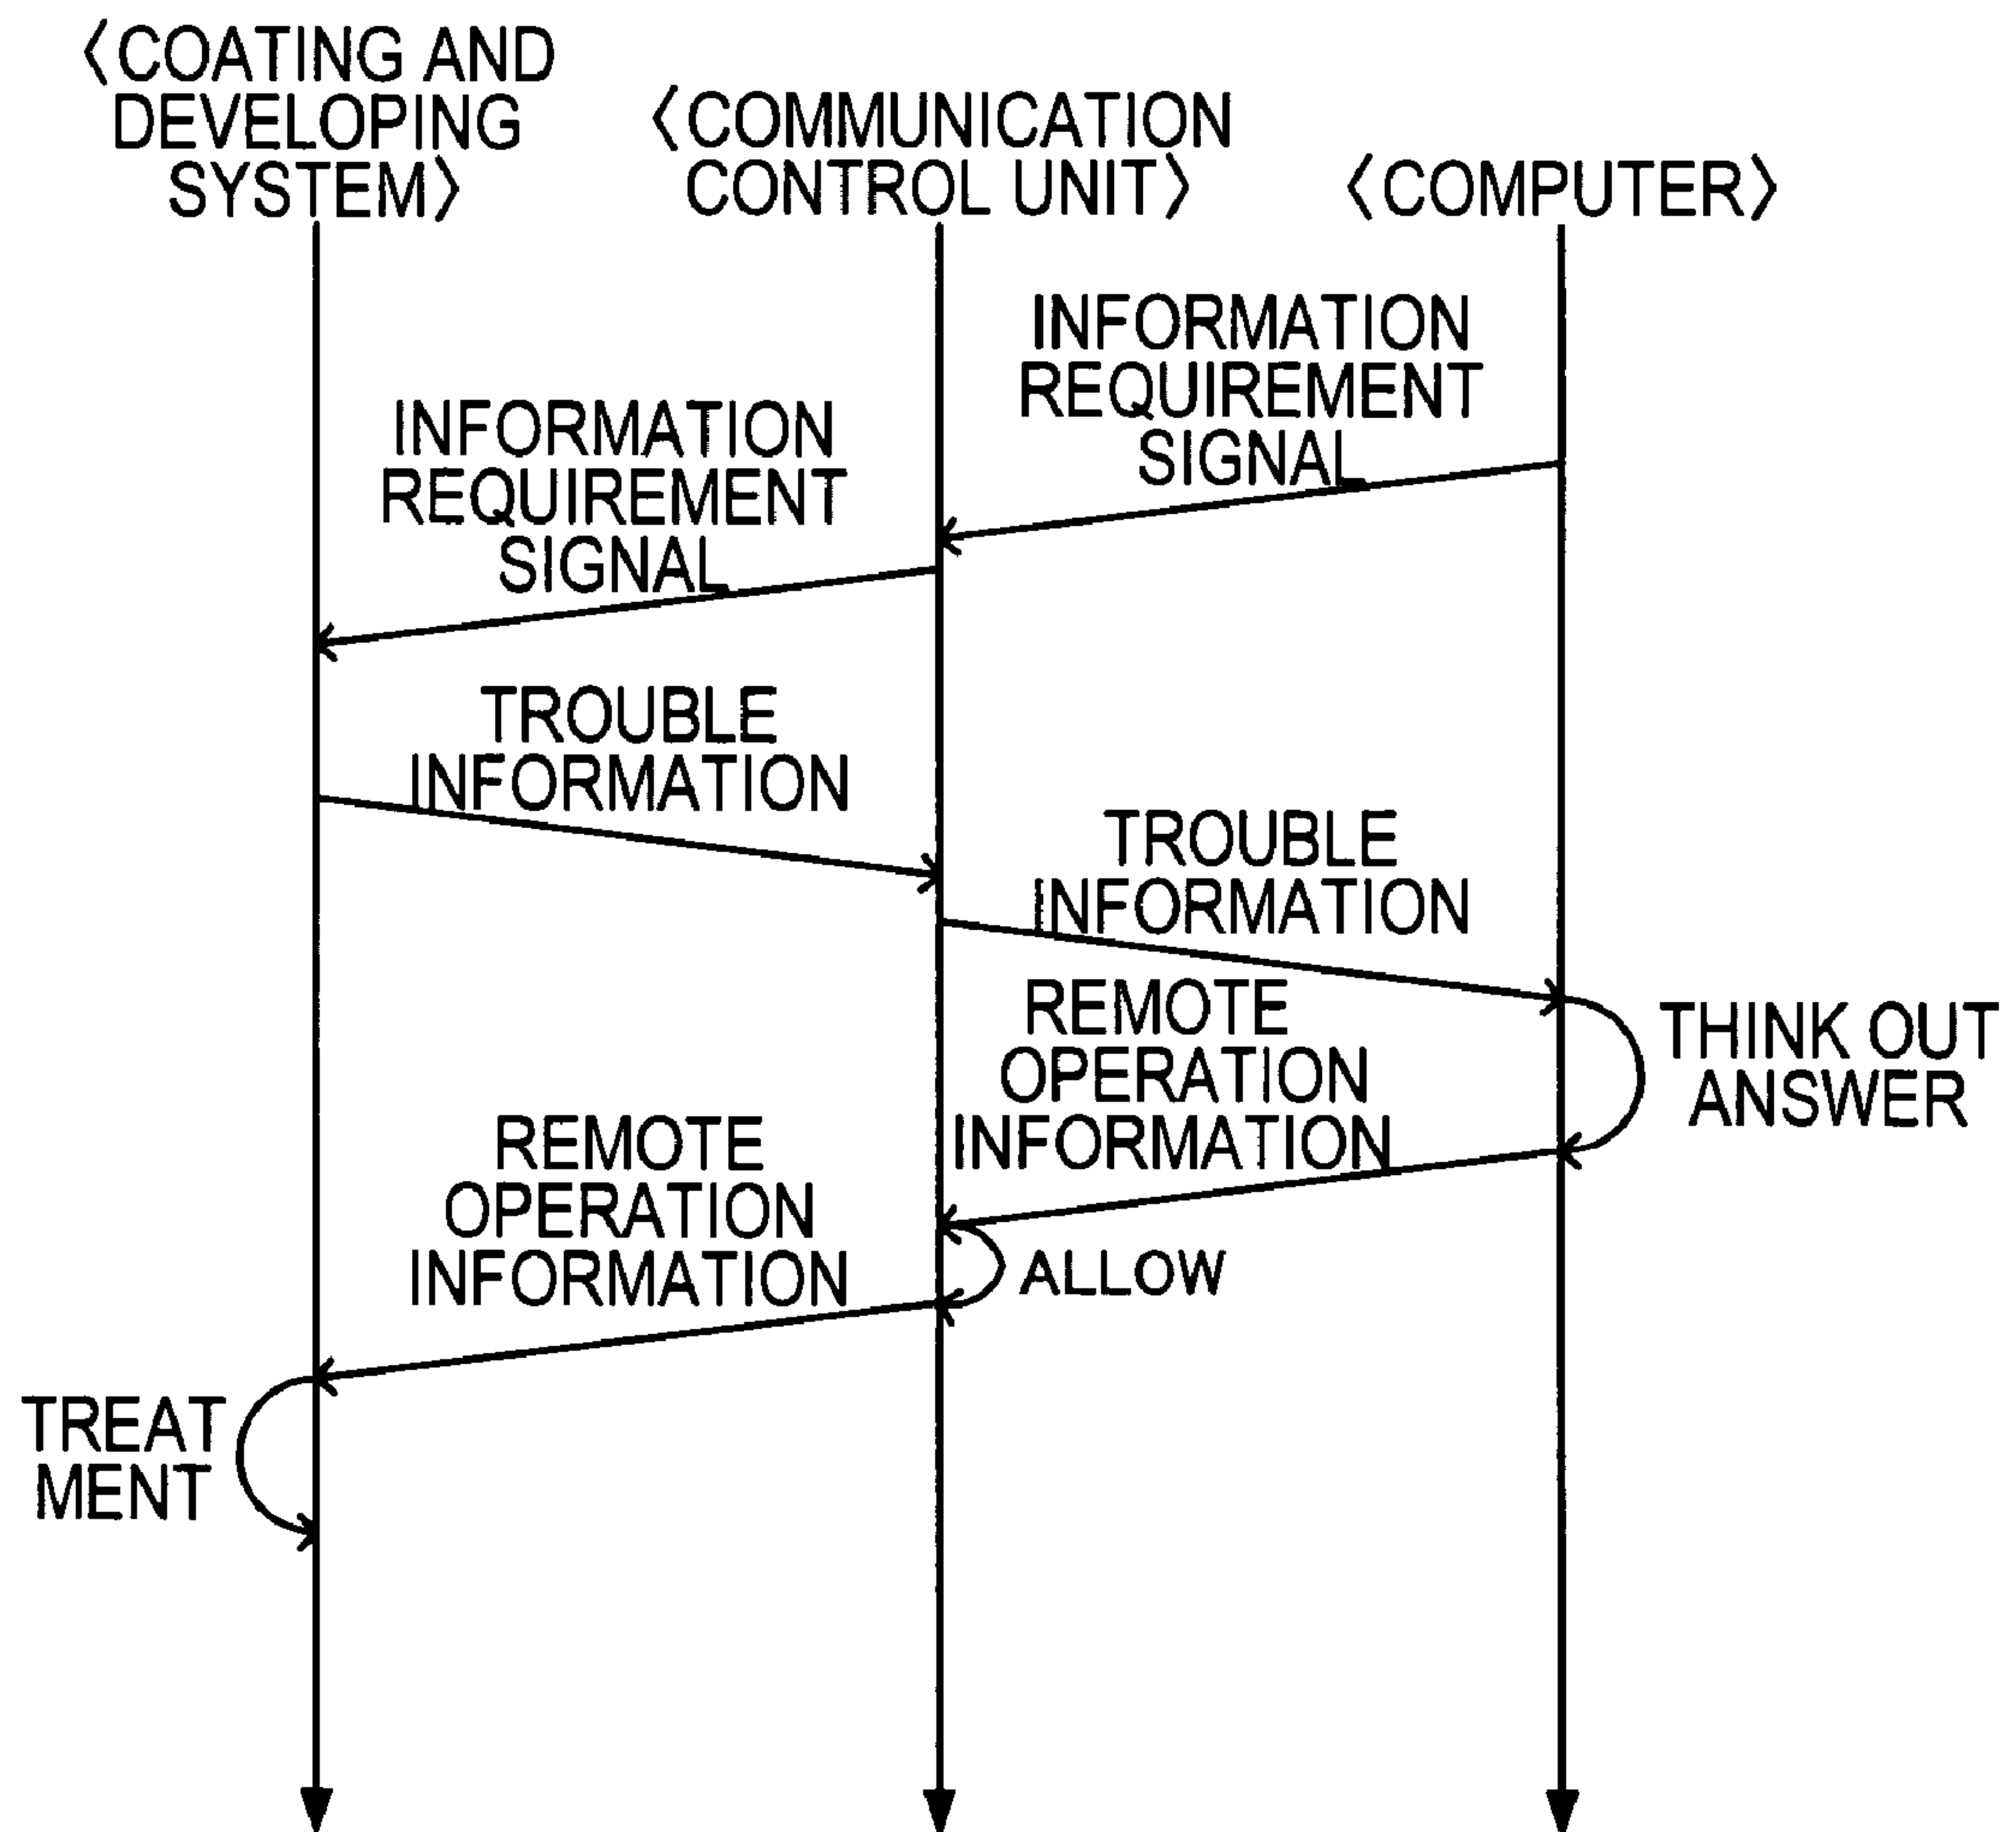 〈COATING AND
DEVELOPING
SYSTEM〉
〈COMMUNICATION
CONTROL UNIT〉
〈COMPUTER〉
INFORMATION
REQUIREMENT
SIGNAL
INFORMATION
REQUIREMENT
SIGNAL
TROUBLE
INFORMATION
TROUBLE
INFORMATION
THINK OUT
ANSWER
REMOTE
OPERATION
INFORMATION
ALLOW
REMOTE
OPERATION
INFORMATION
TREAT
MENT